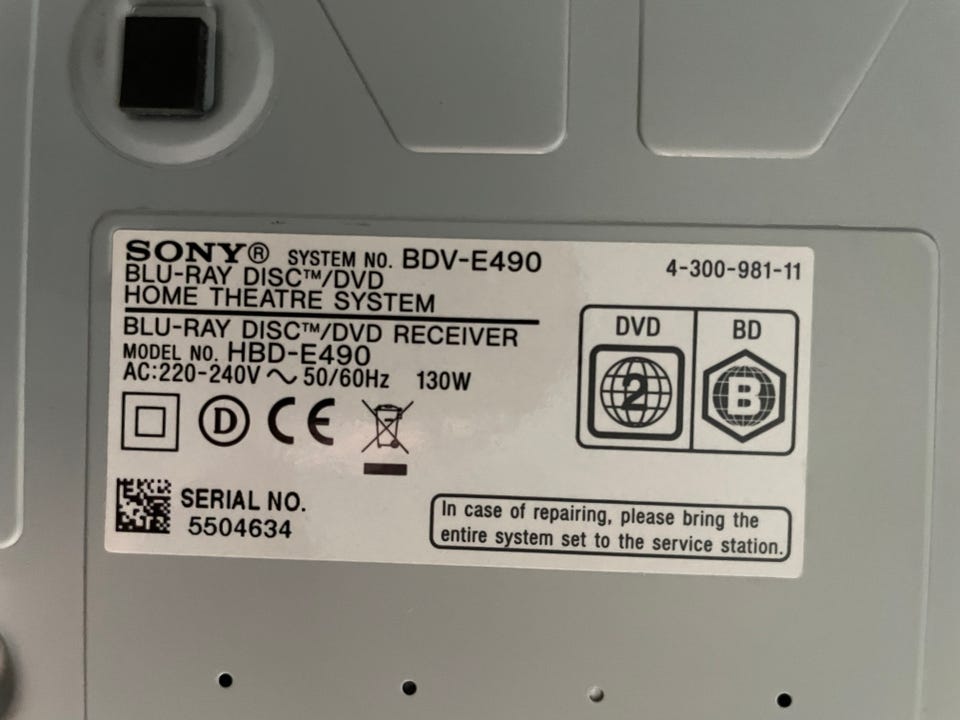 SONY® SYSTEM NO. BDV-E490
BLU-RAY DISC™/DVD
HOME THEATRE SYSTEM
BLU-RAY DISC™/DVD RECEIVER
MODEL NO. HBD-E490
AC:220-240V ~ 50/60Hz 130W
D CE
SERIAL NO.
5504634
4-300-981-11
DVD BD
2 B
In case of repairing, please bring the
entire system set to the service station.